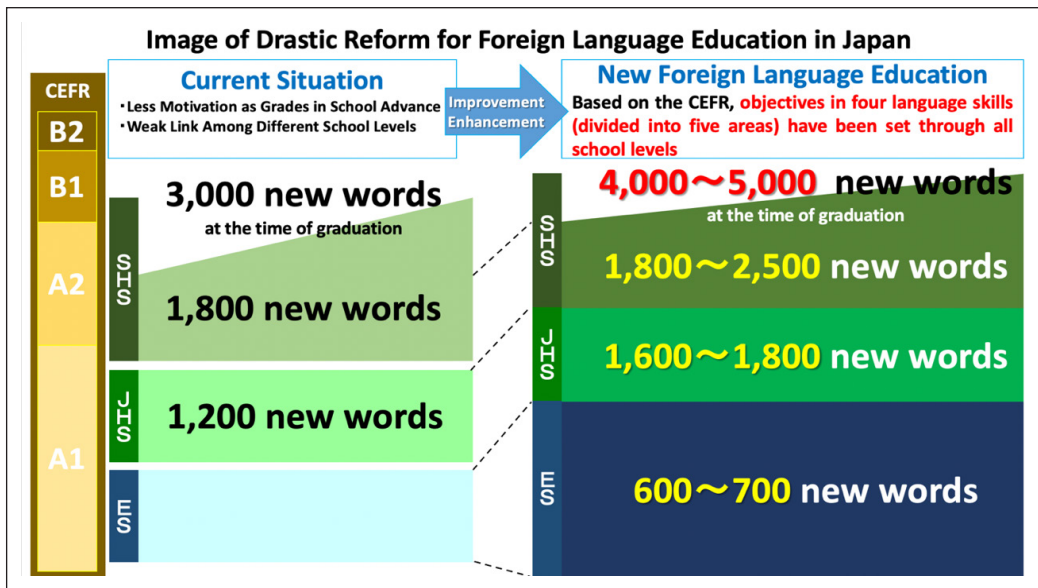 Image of Drastic Reform for Foreign Language Education in Japan
CEFR
B2
B1
A2
A1
Current Situation
・Less Motivation as Grades in School Advance
・Weak Link Among Different School Levels
Improvement
Enhancement
New Foreign Language Education
Based on the CEFR, objectives in four language skills
(divided into five areas) have been set through all
school levels
3,000 new words
at the time of graduation
SHS
1,800 new words
JHS
1,200 new words
ES
4,000～5,000 new words
at the time of graduation
SHS
1,800～2,500 new words
JHS
1,600～1,800 new words
ES
600～700 new words